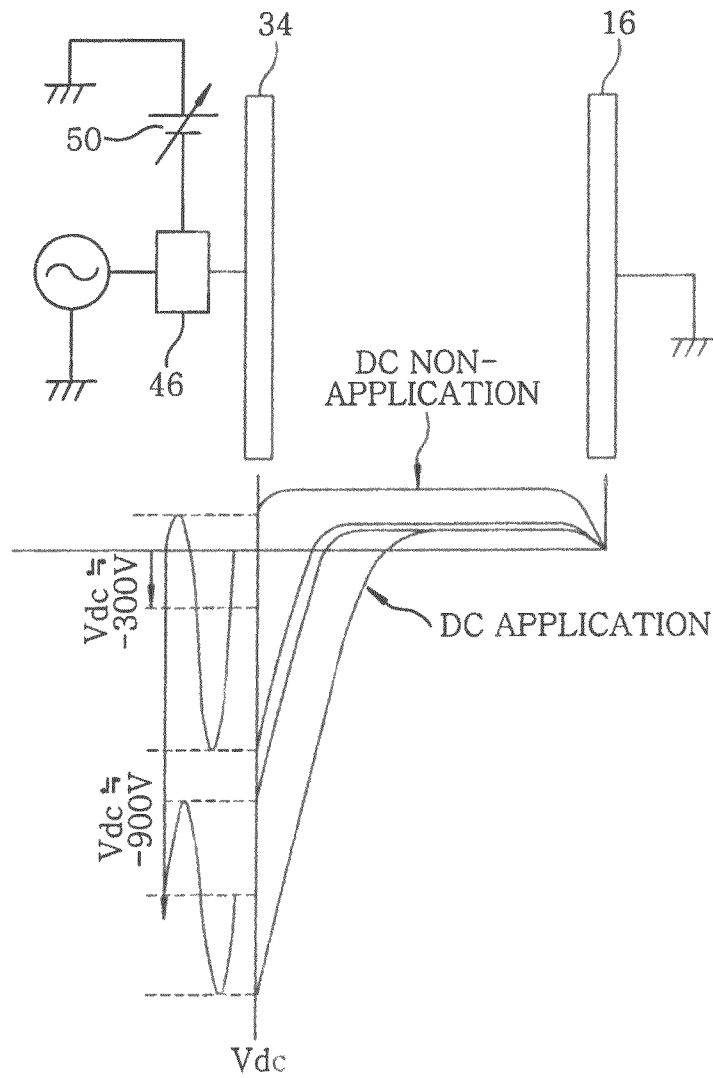 34
16
50
46
DC NON-
APPLICATION
Vdc ≒
-300V
DC APPLICATION
Vdc ≒
-900V
Vdc